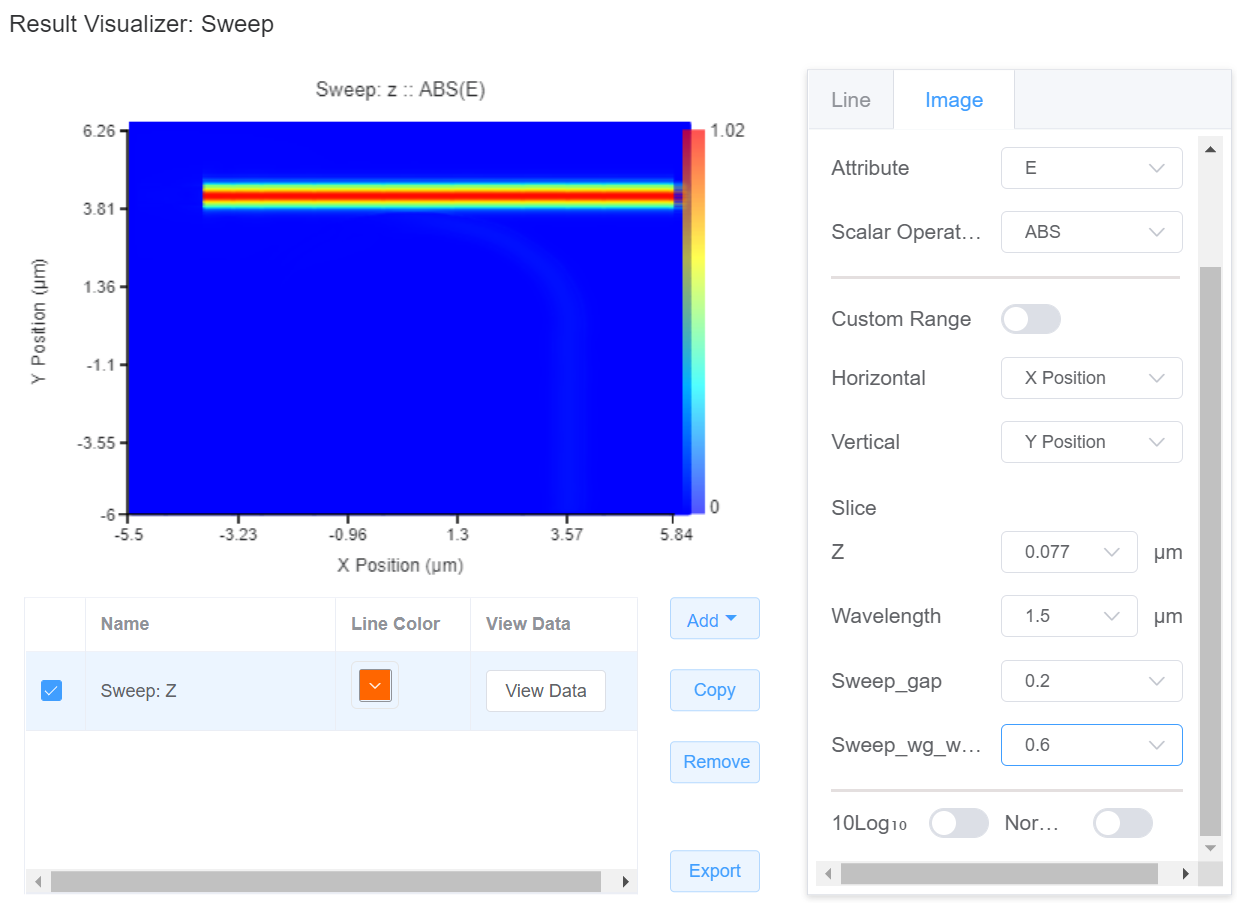 Result Visualizer: Sweep
Sweep: z :: ABS(E)
6.26
3.81
1.36
-1.1
-3.55
-6
Y Position (μm)
1.02
0
-5.5 -3.23 -0.96 1.3 3.57 5.84
X Position (μm)
Name Line Color View Data
Sweep: Z View Data
Add
Copy
Remove
Export
Line Image
Attribute E
Scalar Operat... ABS
Custom Range
Horizontal X Position
Vertical Y Position
Slice
Z 0.077 μm
Wavelength 1.5 μm
Sweep_gap 0.2
Sweep_wg_w... 0.6
10Log₁₀ Nor...